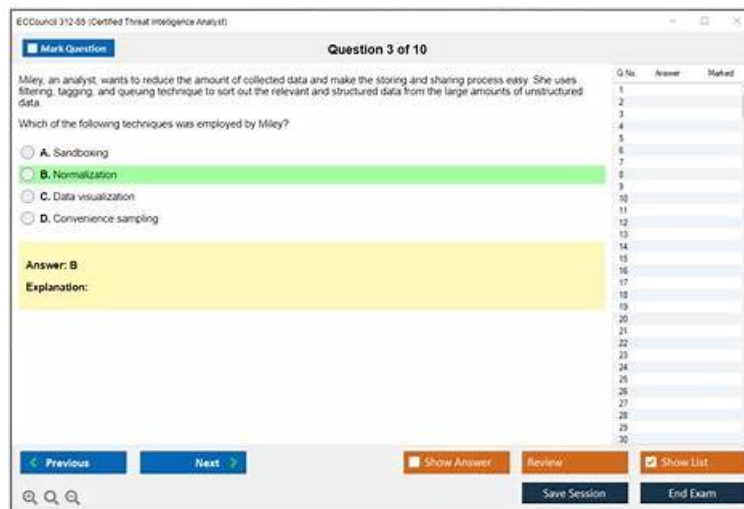 ECCouncil 312-85 (Certified Threat Intelligence Analyst)
Mark Question
Question 3 of 10
Miley, an analyst, wants to reduce the amount of collected data and make the storing and sharing process easy. She uses
filtering, tagging, and queuing technique to sort out the relevant and structured data from the large amounts of unstructured
data.
Which of the following techniques was employed by Miley?
A. Sandboxing
B. Normalization
C. Data visualization
D. Convenience sampling
Answer: B
Explanation:
Q.No. Answer Marked
1
2
3
4
5
6
7
8
9
10
11
12
13
14
15
16
17
18
19
20
21
22
23
24
25
26
27
28
29
30
Previous
Next
Show Answer
Review
Show List
Save Session
End Exam